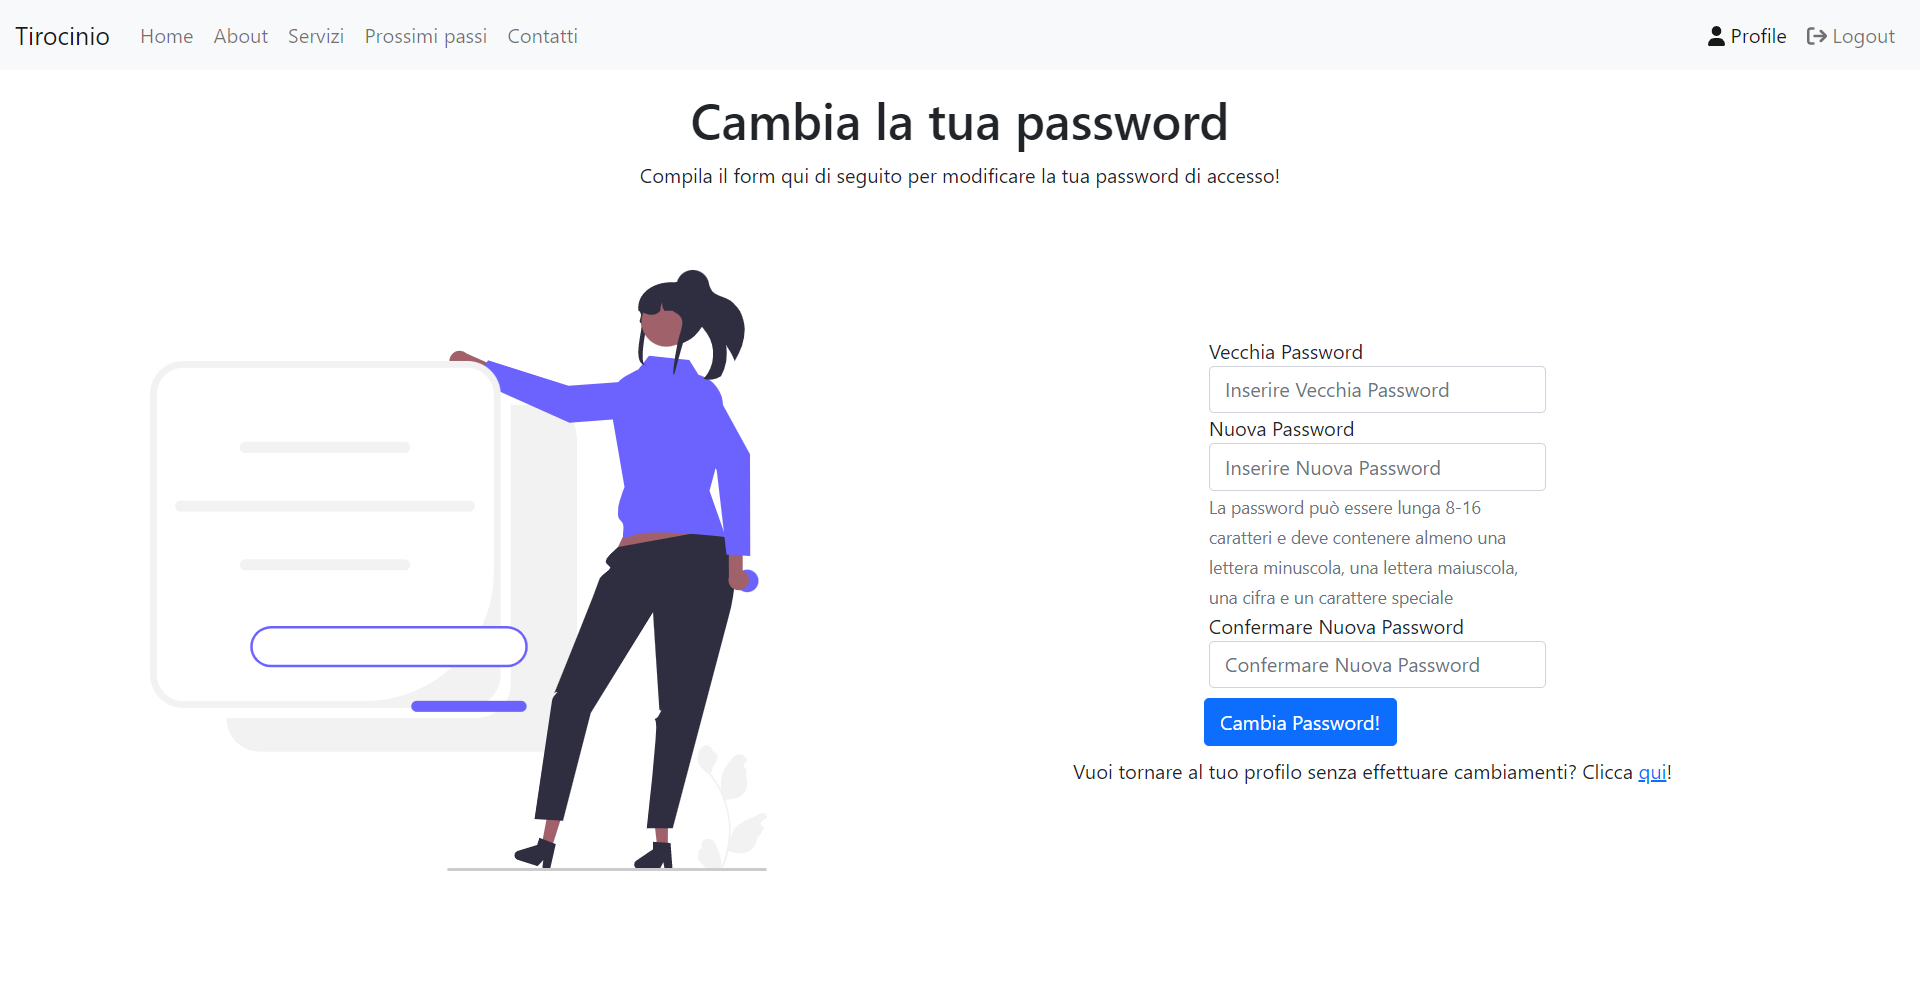 Tirocinio Home About Servizi Prossimi passi Contatti Profile Logout
Cambia la tua password
Compila il form qui di seguito per modificare la tua password di accesso!
Vecchia Password
Inserire Vecchia Password
Nuova Password
Inserire Nuova Password
La password può essere lunga 8-16
caratteri e deve contenere almeno una
lettera minuscola, una lettera maiuscola,
una cifra e un carattere speciale
Confermare Nuova Password
Confermare Nuova Password
Cambia Password!
Vuoi tornare al tuo profilo senza effettuare cambiamenti? Clicca qui!